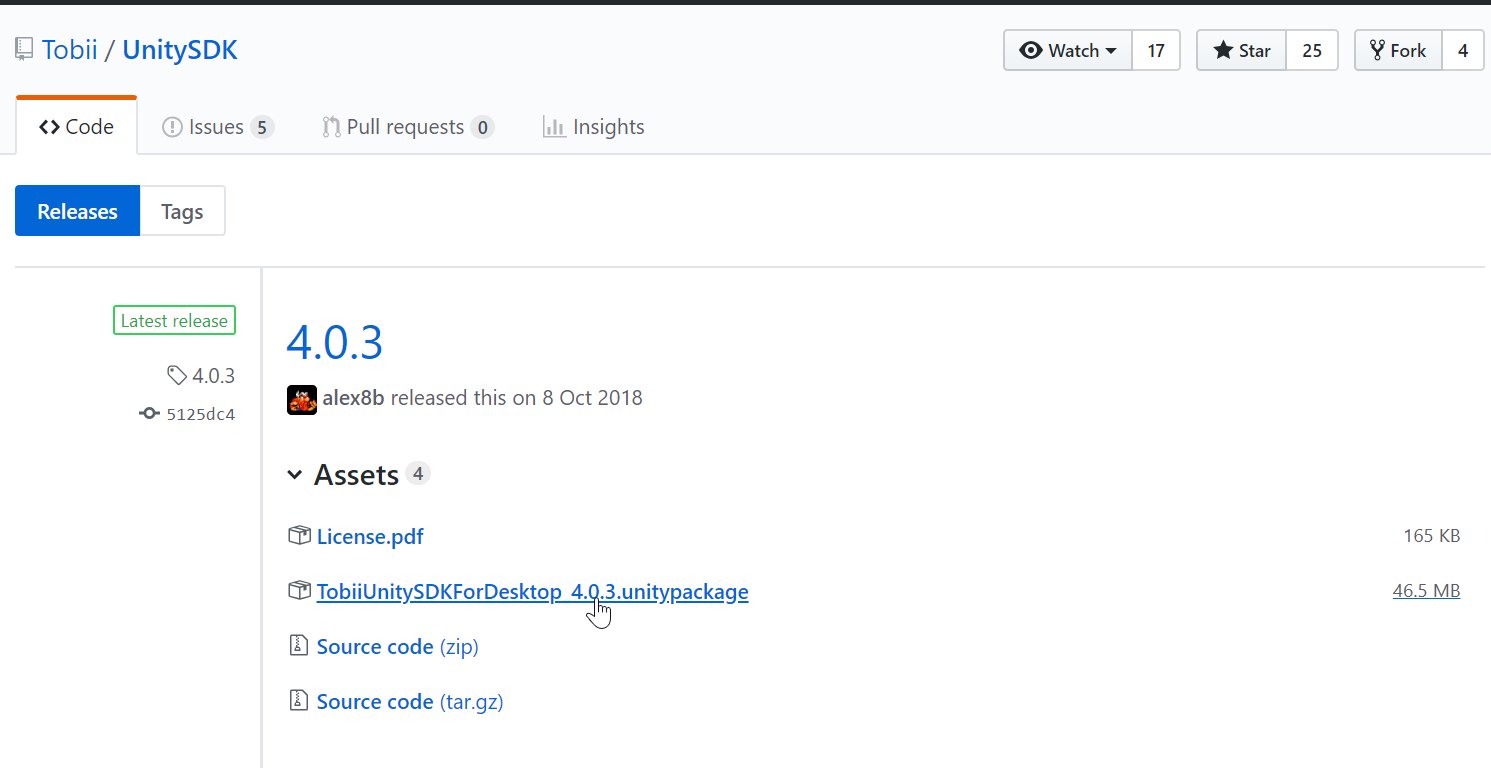 Tobii / UnitySDK
Watch 17 Star 25 Fork 4
Code Issues 5 Pull requests 0 Insights
Releases Tags
Latest release
4.0.3
5125dc4
4.0.3
alex8b released this on 8 Oct 2018
Assets 4
License.pdf 165 KB
TobiiUnitySDKForDesktop_4.0.3.unitypackage 46.5 MB
Source code (zip)
Source code (tar.gz)